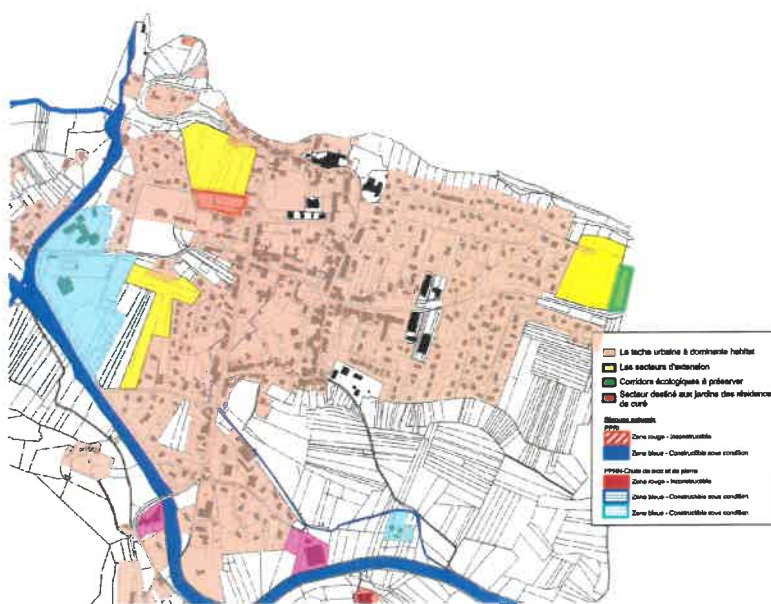 La tache urbaine à dominante habitat
Les secteurs d'extension
Corridors écologiques à préserver
Secteur destiné aux jardins des résidence
de curé
Risques naturels
PPRI
Zone rouge - Inconstructible
Zone bleue - Constructible sous condition
PPRN-Chute de bloc et de pierre
Zone rouge - Inconstructible
Zone bleue - Constructible sous condition
Zone bleue - Constructible sous condition